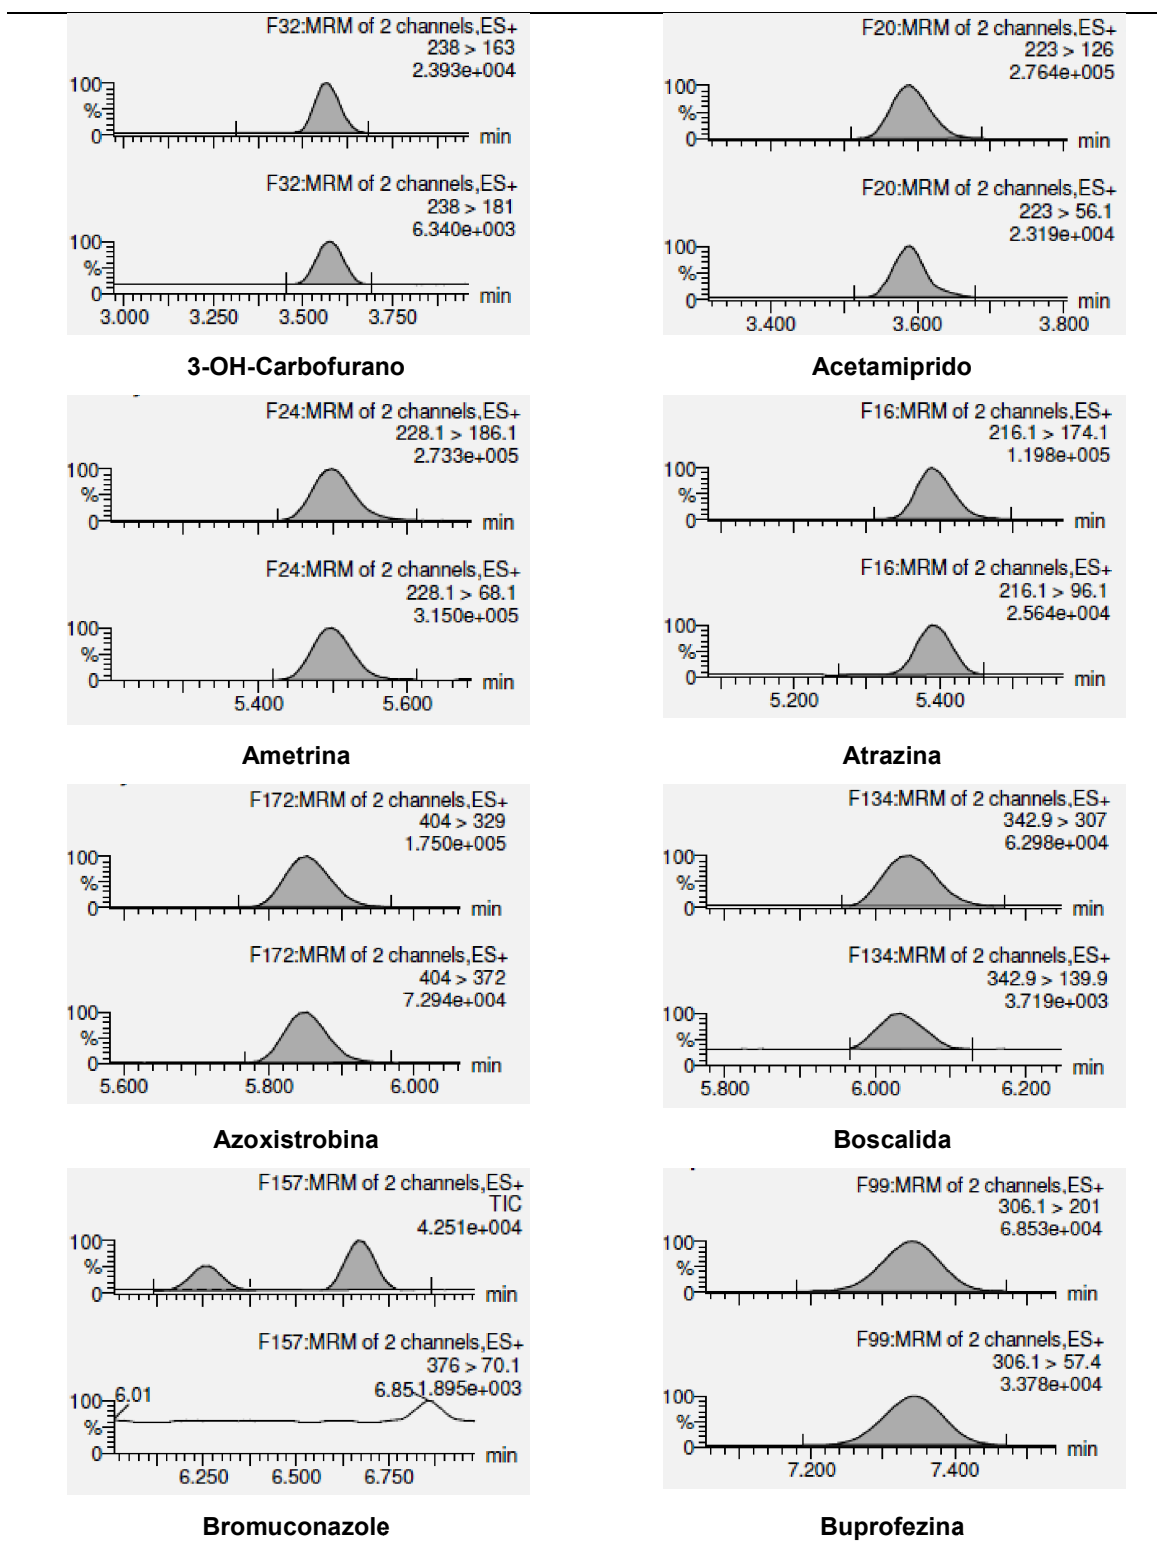 F32:MRM of 2 channels,ES+
238 > 163
2.393e+004
100
%
0
min
F32:MRM of 2 channels,ES+
238 > 181
6.340e+003
100
%
0
min
3.000 3.250 3.500 3.750
3-OH-Carbofurano
F20:MRM of 2 channels,ES+
223 > 126
2.764e+005
100
%
0
min
F20:MRM of 2 channels,ES+
223 > 56.1
2.319e+004
100
%
0
min
3.400 3.600 3.800
Acetamiprido
F24:MRM of 2 channels,ES+
228.1 > 186.1
2.733e+005
100
%
0
min
F24:MRM of 2 channels,ES+
228.1 > 68.1
3.150e+005
100
%
0
min
5.400 5.600
Ametrina
F16:MRM of 2 channels,ES+
216.1 > 174.1
1.198e+005
100
%
0
min
F16:MRM of 2 channels,ES+
216.1 > 96.1
2.564e+004
100
%
0
min
5.200 5.400
Atrazina
F172:MRM of 2 channels,ES+
404 > 329
1.750e+005
100
%
0
min
F172:MRM of 2 channels,ES+
404 > 372
7.294e+004
100
%
0
min
5.600 5.800 6.000
Azoxistrobina
F134:MRM of 2 channels,ES+
342.9 > 307
6.298e+004
100
%
0
min
F134:MRM of 2 channels,ES+
342.9 > 139.9
3.719e+003
100
%
0
min
5.800 6.000 6.200
Boscalida
F157:MRM of 2 channels,ES+
TIC
4.251e+004
100
%
0
min
F157:MRM of 2 channels,ES+
376 > 70.1
6.85 1.895e+003
100 6.01
%
0
min
6.250 6.500 6.750
Bromuconazole
F99:MRM of 2 channels,ES+
306.1 > 201
6.853e+004
100
%
0
min
F99:MRM of 2 channels,ES+
306.1 > 57.4
3.378e+004
100
%
0
min
7.200 7.400
Buprofezina